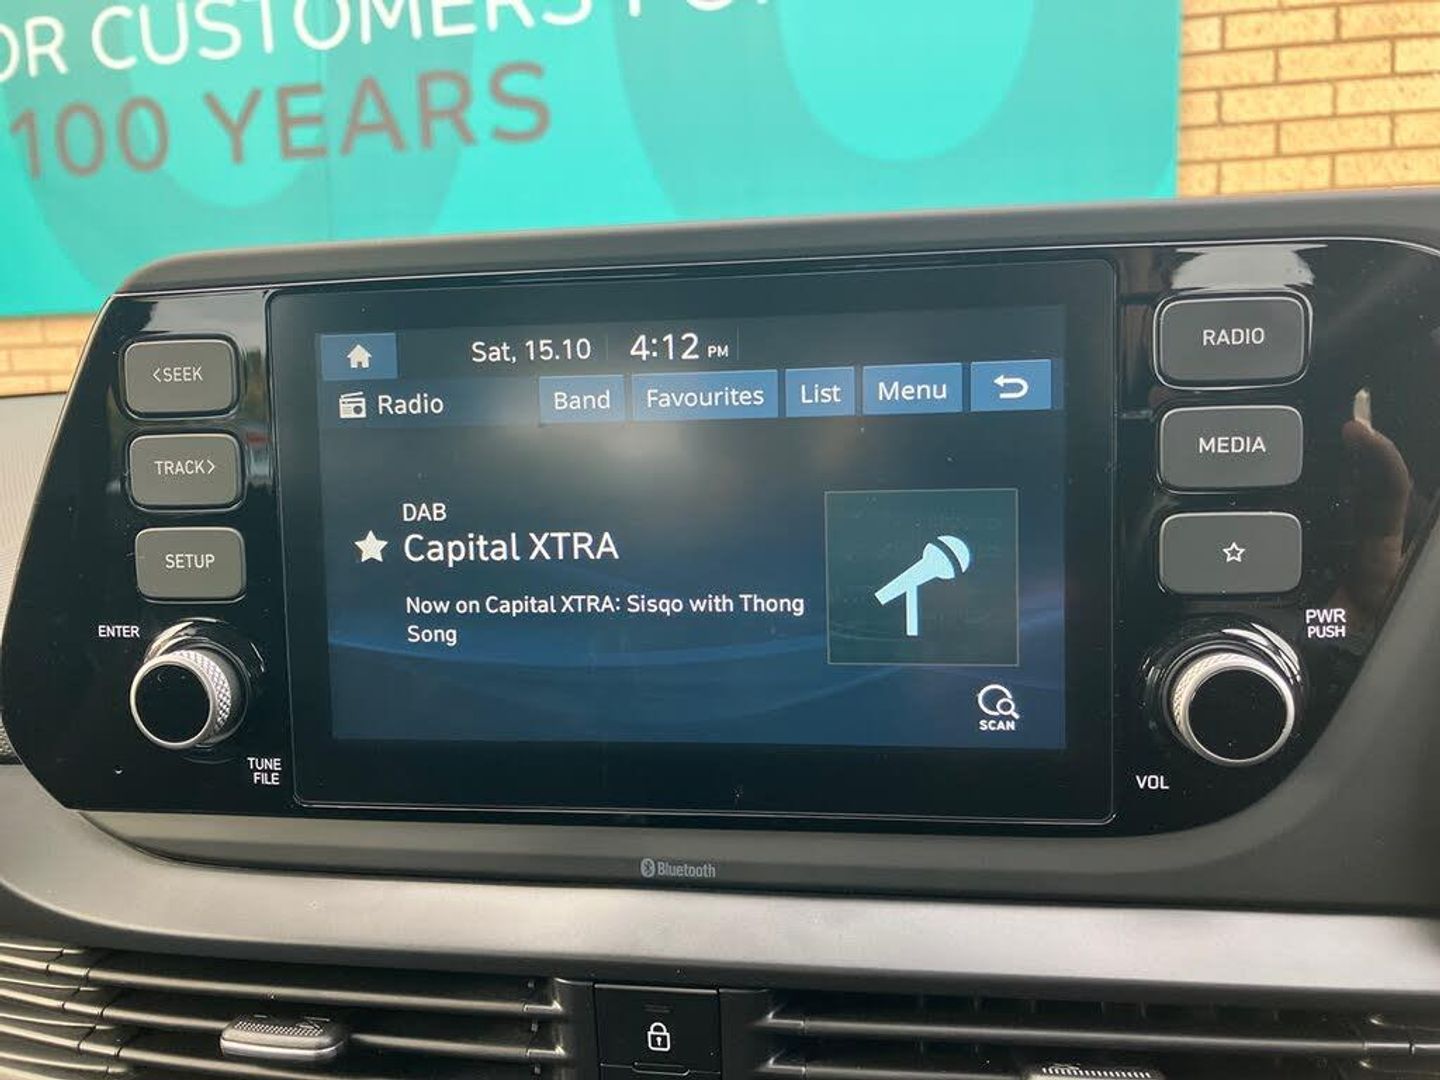 OR CUSTOMERS FOR
100 YEARS
Sat, 15.10 4:12 PM
Radio Band Favourites List Menu
DAB
Capital XTRA
Now on Capital XTRA: Sisqo with Thong
Song
SCAN
<SEEK
TRACK>
SETUP
ENTER
TUNE
FILE
RADIO
MEDIA
PWR
PUSH
VOL
Bluetooth